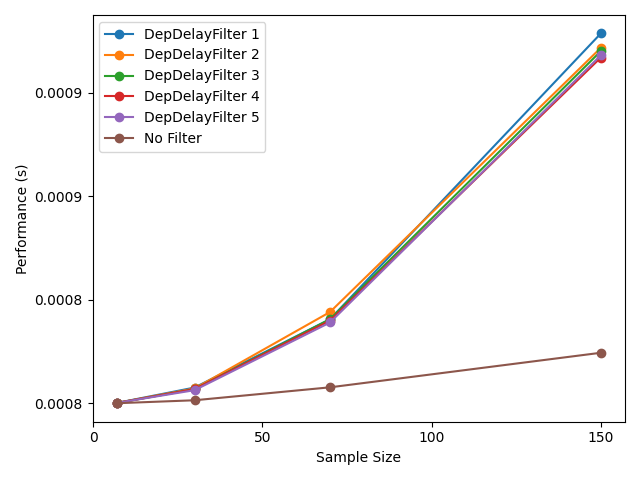 DepDelayFilter 1
DepDelayFilter 2
DepDelayFilter 3
DepDelayFilter 4
DepDelayFilter 5
No Filter
0.0009
0.0009
0.0008
0.0008
Performance (s)
0 50 100 150
Sample Size